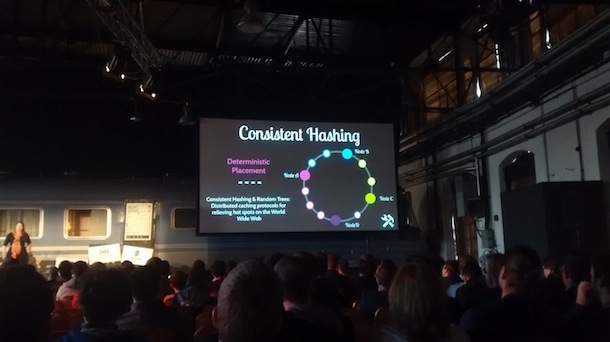 Consistent Hashing
Deterministic
Placement
Consistent Hashing & Random Trees:
Distributed caching protocols for
relieving hot spots on the World
Wide Web
Node A
Node B
Node C
Node D